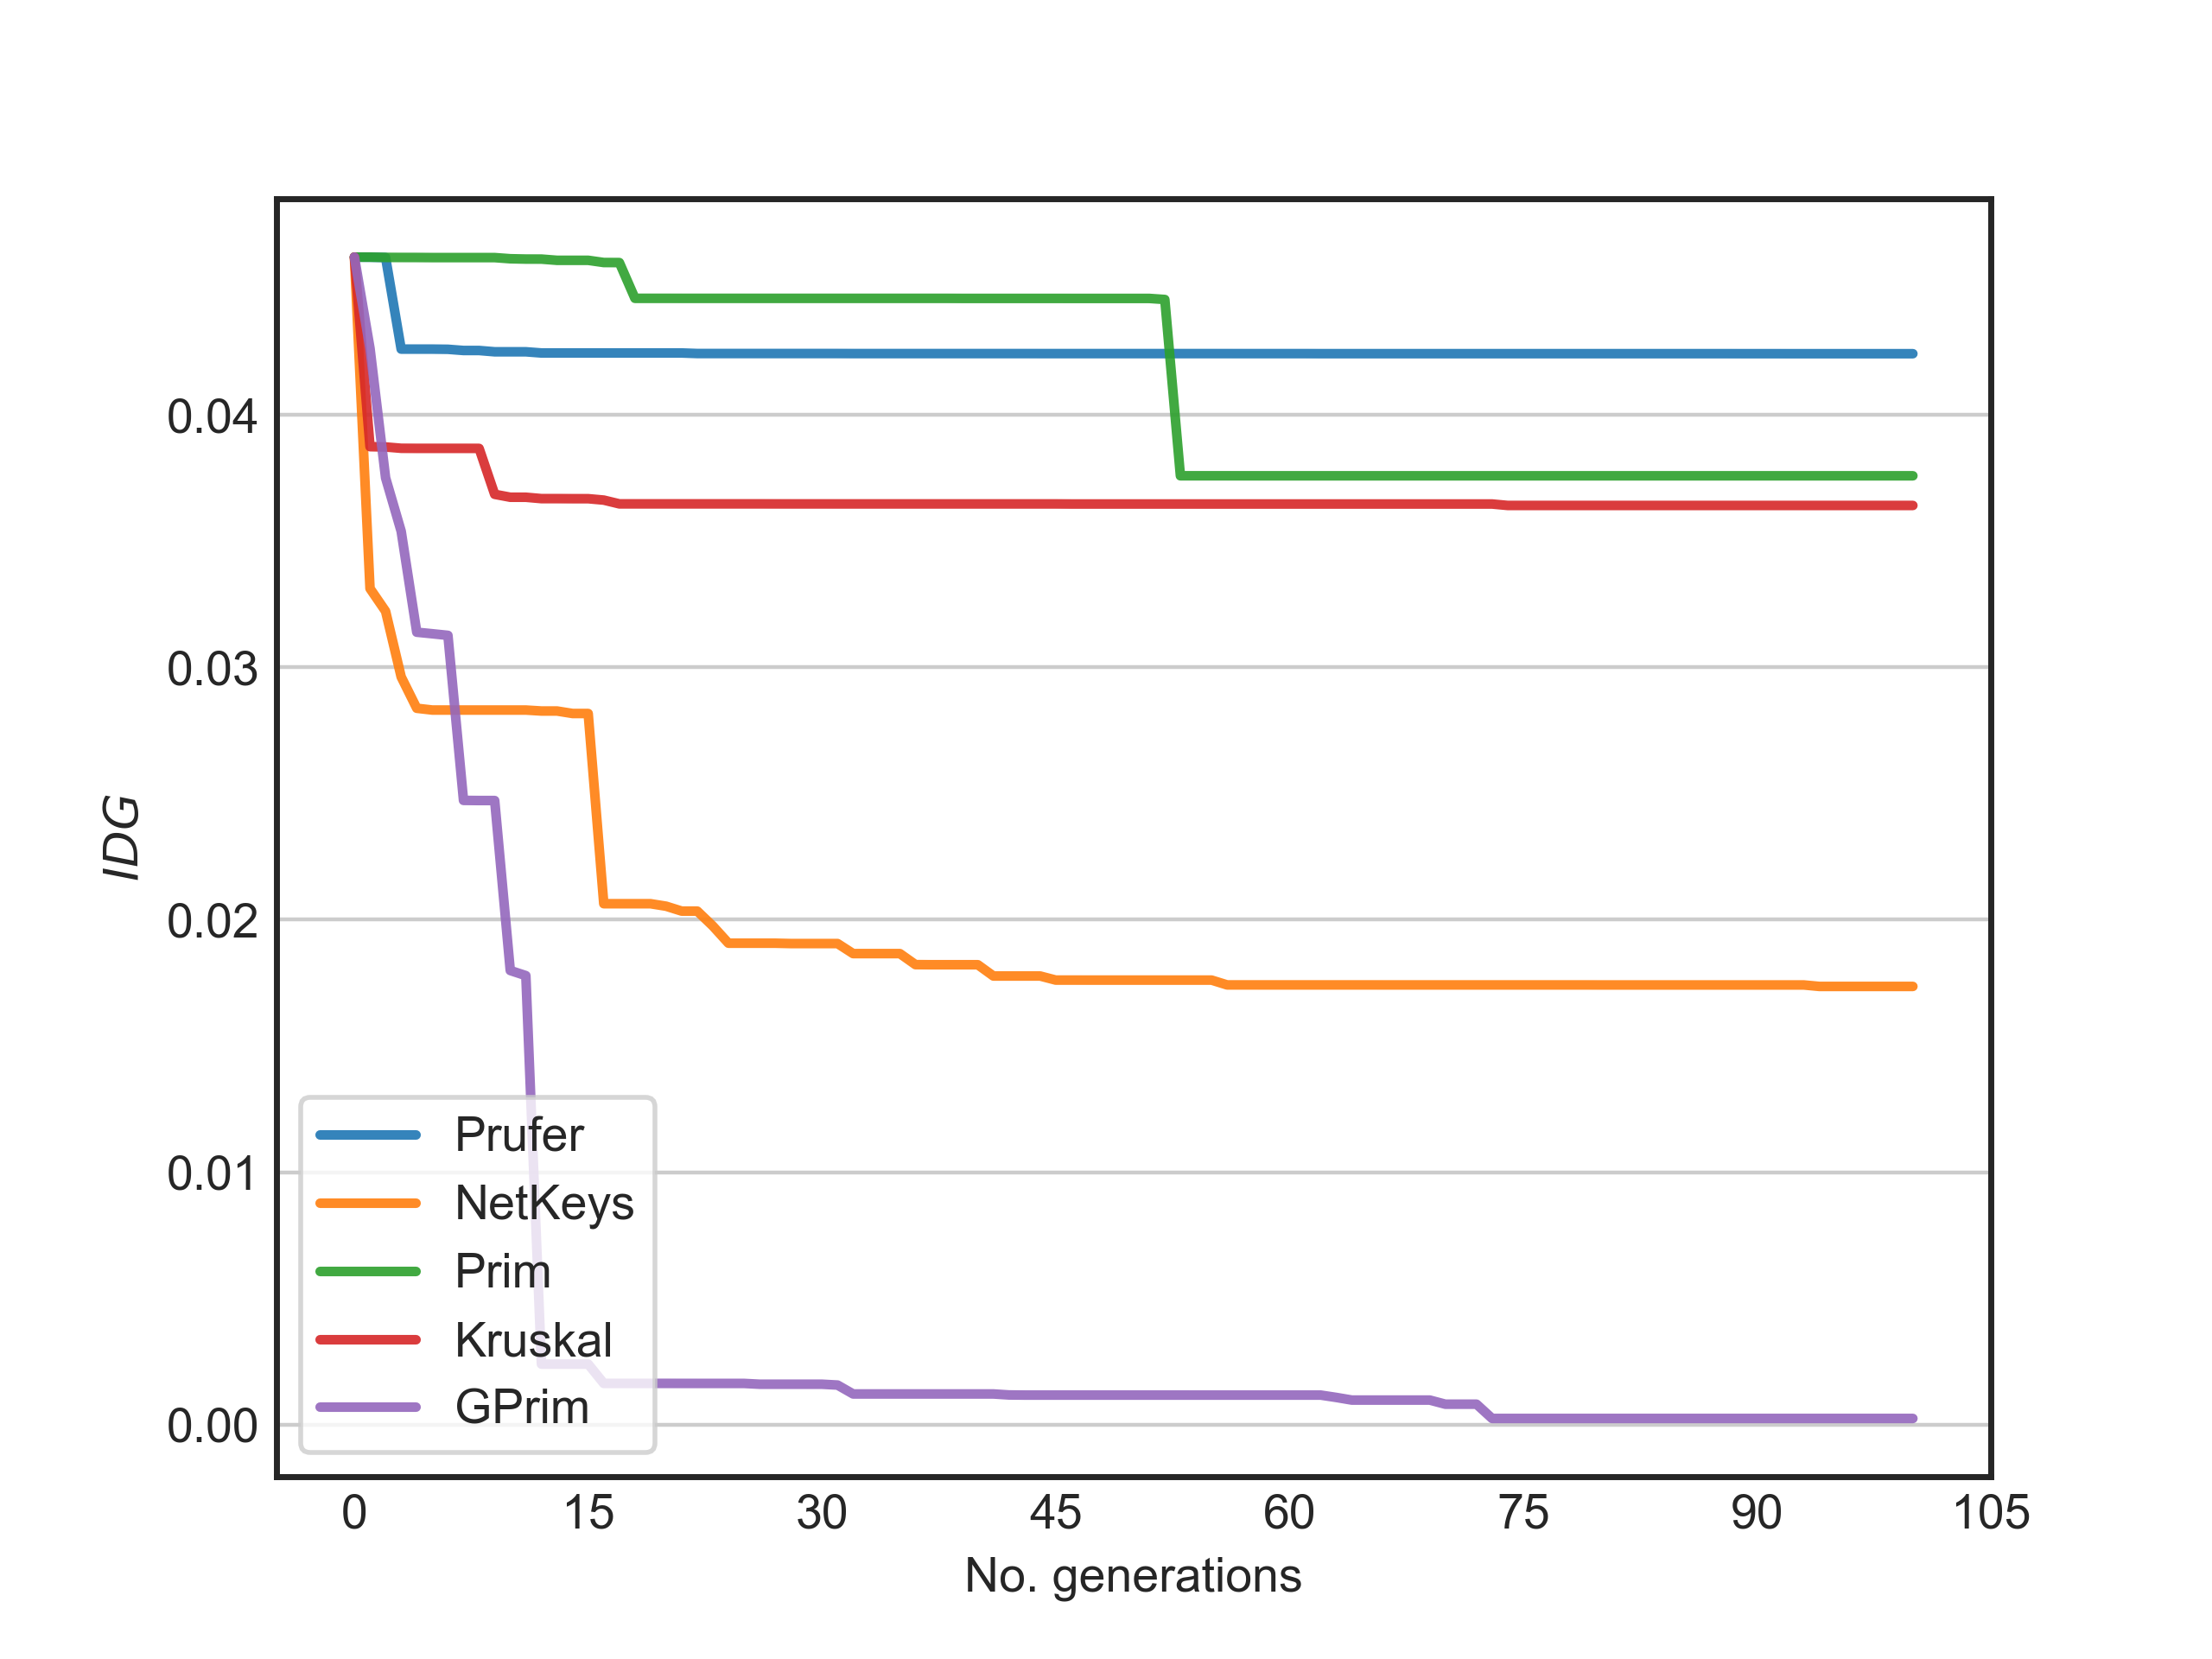 0.04
0.03
0.02
0.01
0.00
IDG
Prufer
NetKeys
Prim
Kruskal
GPrim
0 15 30 45 60 75 90 105
No. generations